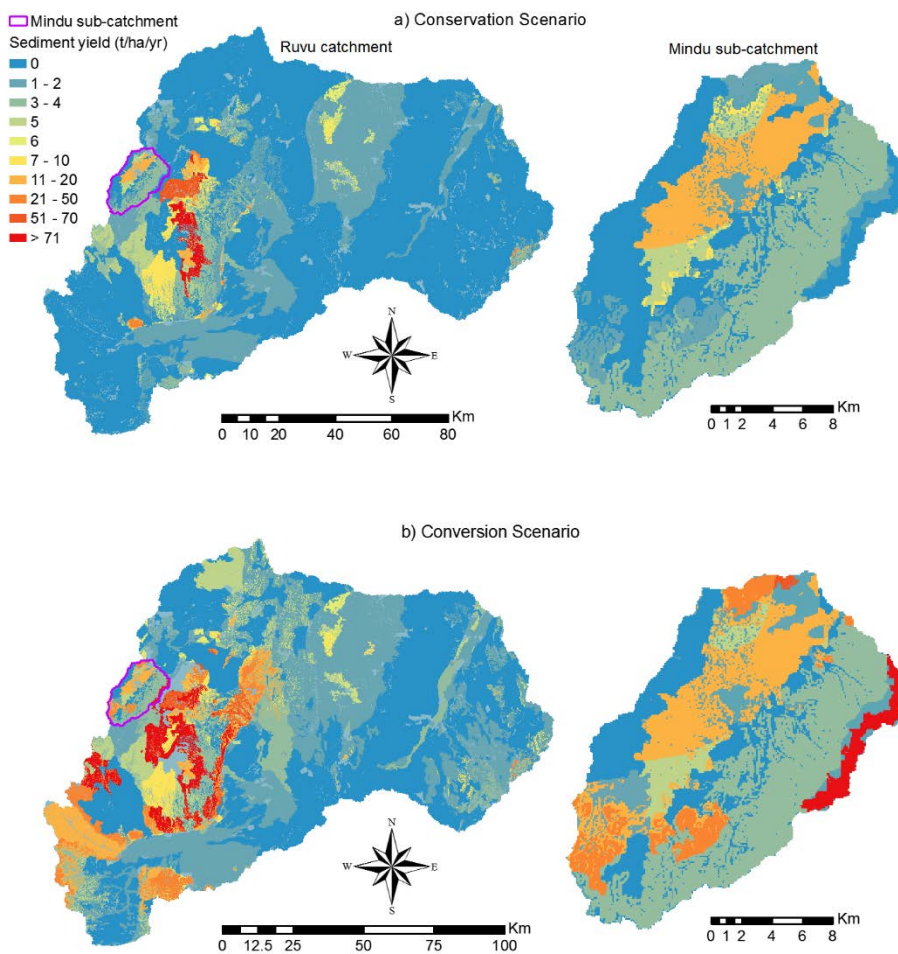 a) Conservation Scenario
Mindu sub-catchment
Sediment yield (t/ha/yr)
0
1 - 2
3 - 4
5
6
7 - 10
11 - 20
21 - 50
51 - 70
> 71
Ruvu catchment
Mindu sub-catchment
N
W E
S
Km
0 10 20 40 60 80
Km
0 1 2 4 6 8
b) Conversion Scenario
N
W E
S
Km
0 12.5 25 50 75 100
Km
0 1 2 4 6 8